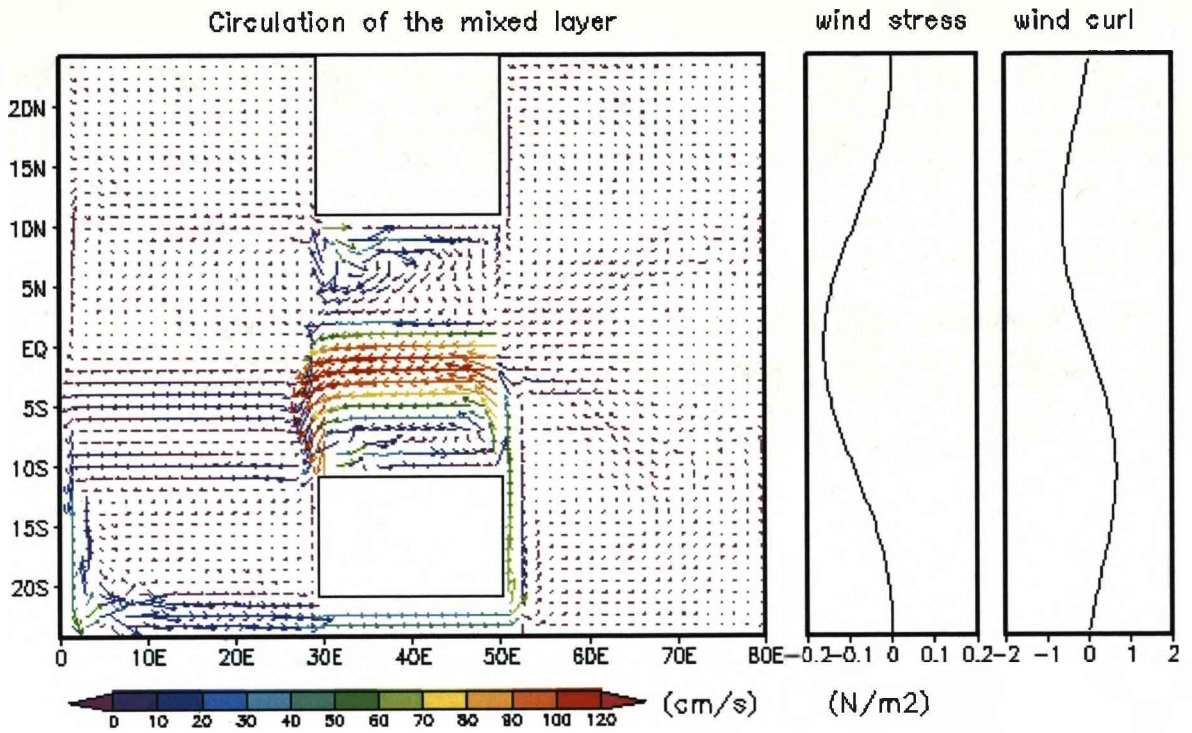 Circulation of the mixed layer
wind stress
wind curl
20N
15N
10N
5N
EQ
5S
10S
15S
20S
0 10E 20E 30E 40E 50E 60E 70E 80E
-0.2 -0.1 0 0.1 0.2
-2 -1 0 1 2
0 10 20 30 40 50 60 70 80 90 100 120
(cm/s)
(N/m2)